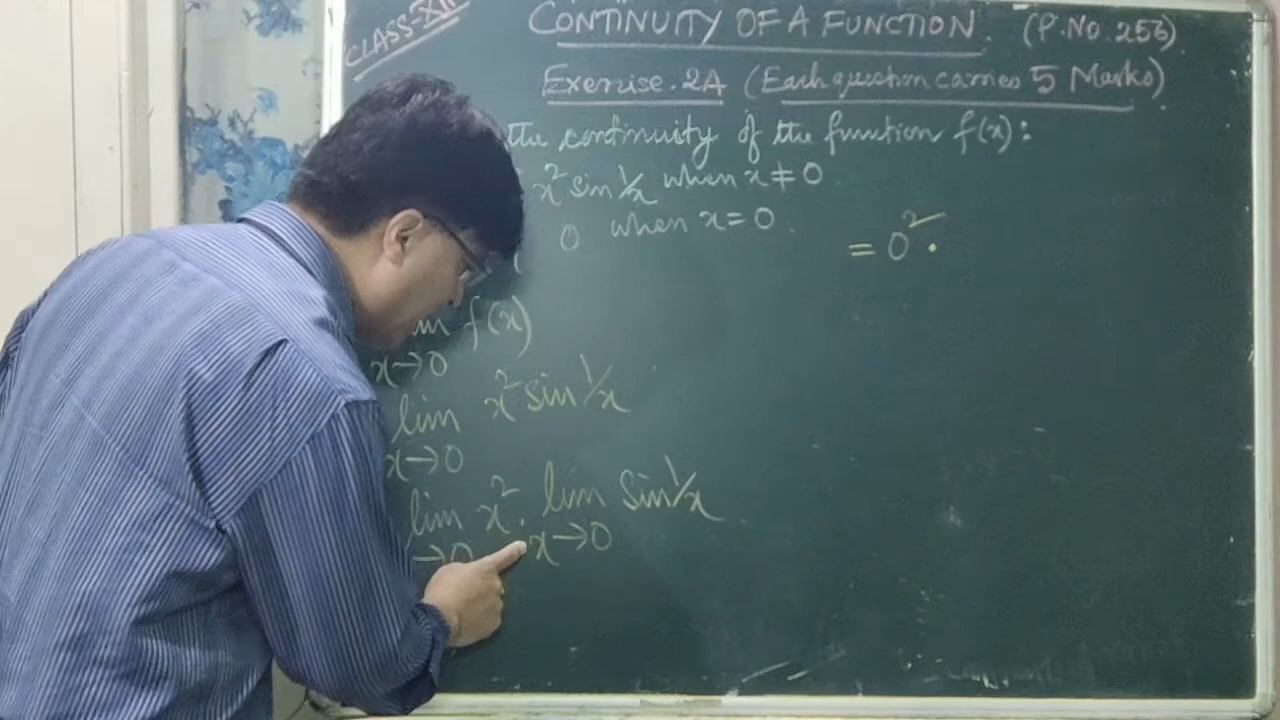 CLASS-XII
CONTINUITY OF A FUNCTION. (P.NO.256)
Exercise.2A (Each question carries 5 Marks)
the continuity of the function f(x):
x² sin 1/x when x ≠ 0
0 when x = 0.
= 0² .
f(x)
x→0
lim x² sin 1/x
x→0
lim x² . lim sin 1/x
→0 x→0